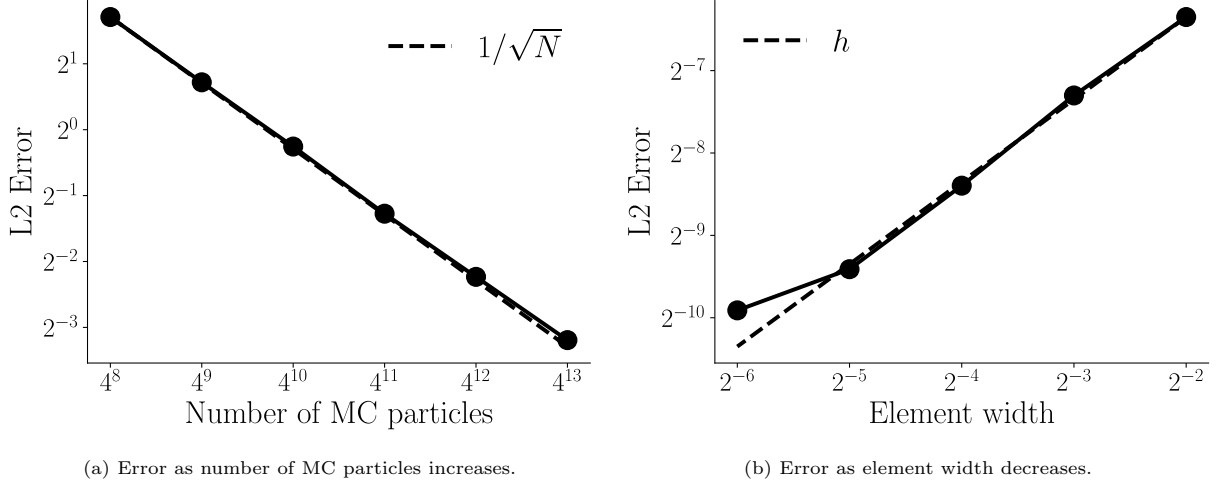 2^1
2^0
2^{-1}
2^{-2}
2^{-3}
L2 Error
1/\sqrt{N}
4^8 4^9 4^{10} 4^{11} 4^{12} 4^{13}
Number of MC particles
(a) Error as number of MC particles increases.
2^{-7}
2^{-8}
2^{-9}
2^{-10}
L2 Error
h
2^{-6} 2^{-5} 2^{-4} 2^{-3} 2^{-2}
Element width
(b) Error as element width decreases.